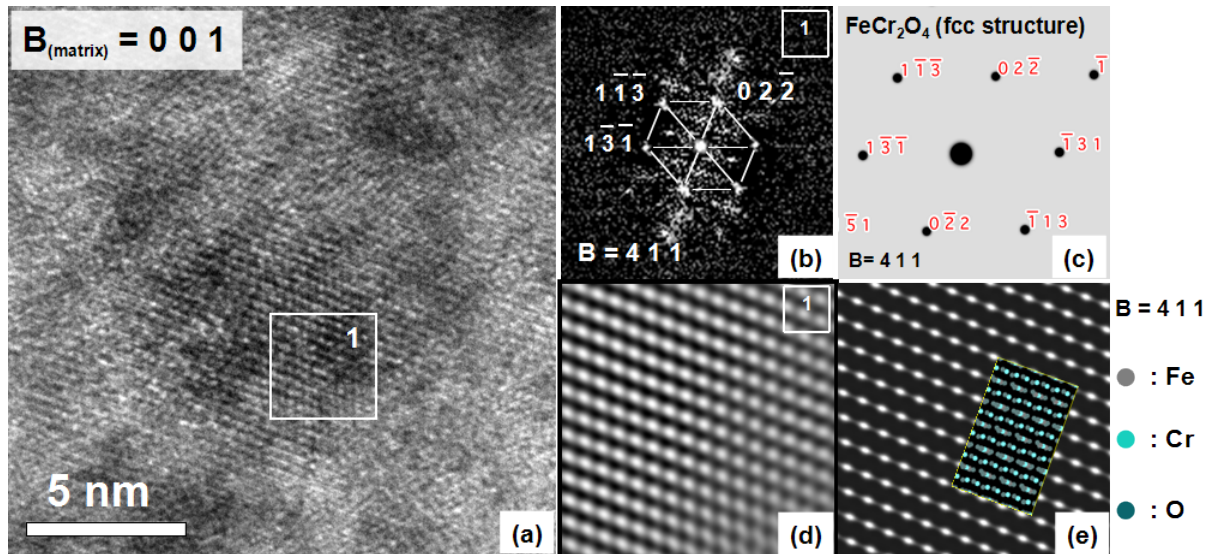 B(matrix) = 0 0 1
1
5 nm
(a)
1
1 1̅ 3̅
0 2 2̅
1 3̅ 1̅
B = 4 1 1
(b)
FeCr₂O₄ (fcc structure)
1 1̅ 3̅
0 2 2̅
1̅
1 3̅ 1̅
1̅ 3 1
5̅ 1
0 2̅ 2
1̅ 1 3
B= 4 1 1
(c)
1
(d)
(e)
B = 4 1 1
: Fe
: Cr
: O